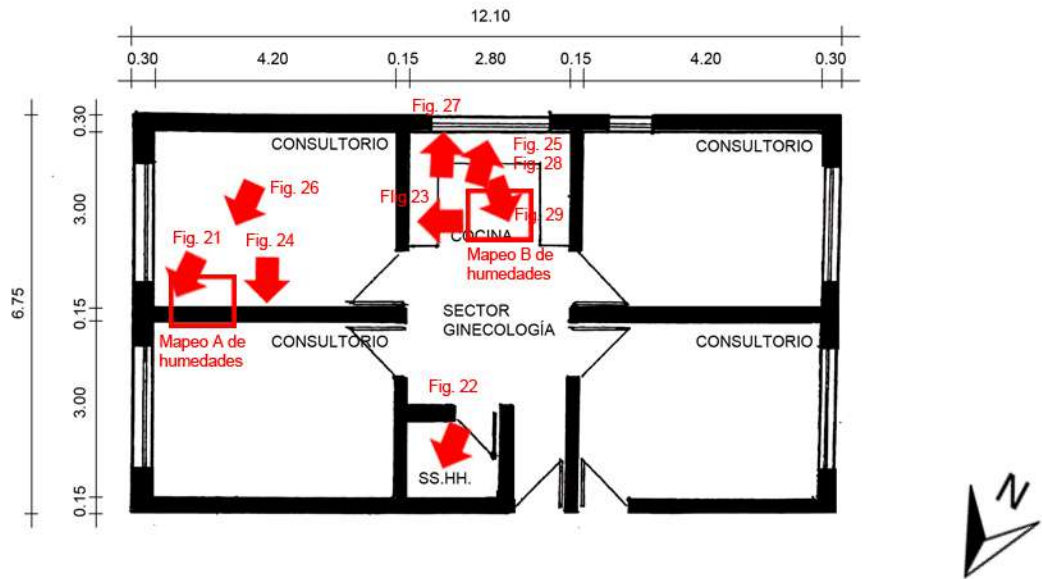 12.10
0.30 4.20 0.15 2.80 0.15 4.20 0.30
Fig. 27
0.30
CONSULTORIO
Fig. 25
CONSULTORIO
Fig. 28
Fig. 26
Fig. 23
3.00
Fig. 29
Fig. 21
Fig. 24
COCINA
Mapeo B de
humedades
6.75
0.15
SECTOR
GINECOLOGÍA
Mapeo A de
humedades
CONSULTORIO
CONSULTORIO
Fig. 22
3.00
SS.HH.
0.15
N